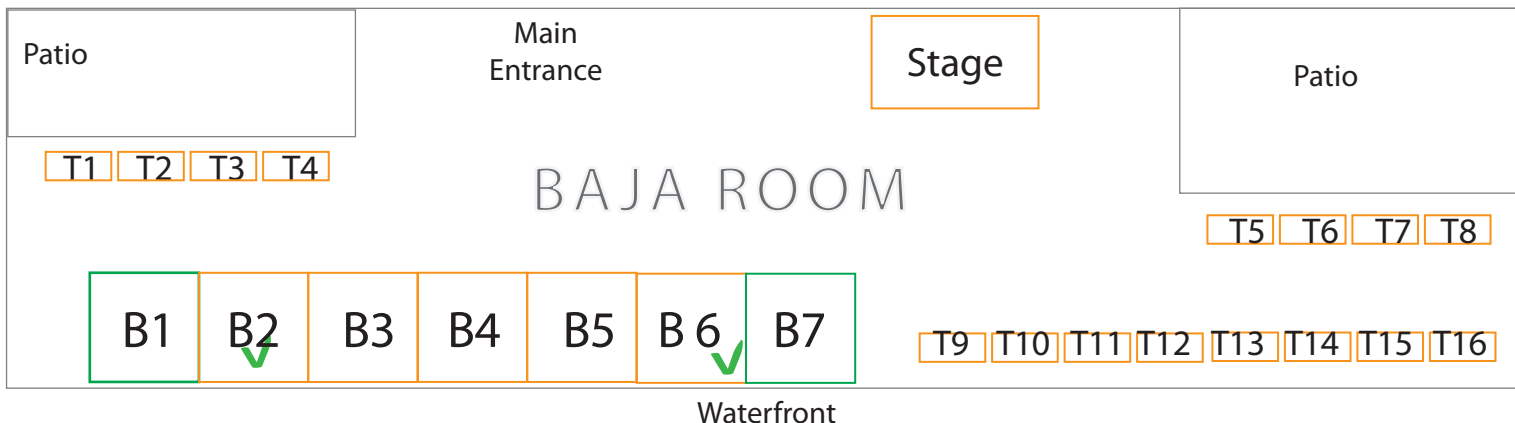 Patio
Main
Entrance
Stage
Patio
T1 T2 T3 T4
BAJA ROOM
T5 T6 T7 T8
B1 B2 B3 B4 B5 B 6 B7
T9 T10 T11 T12 T13 T14 T15 T16
Waterfront